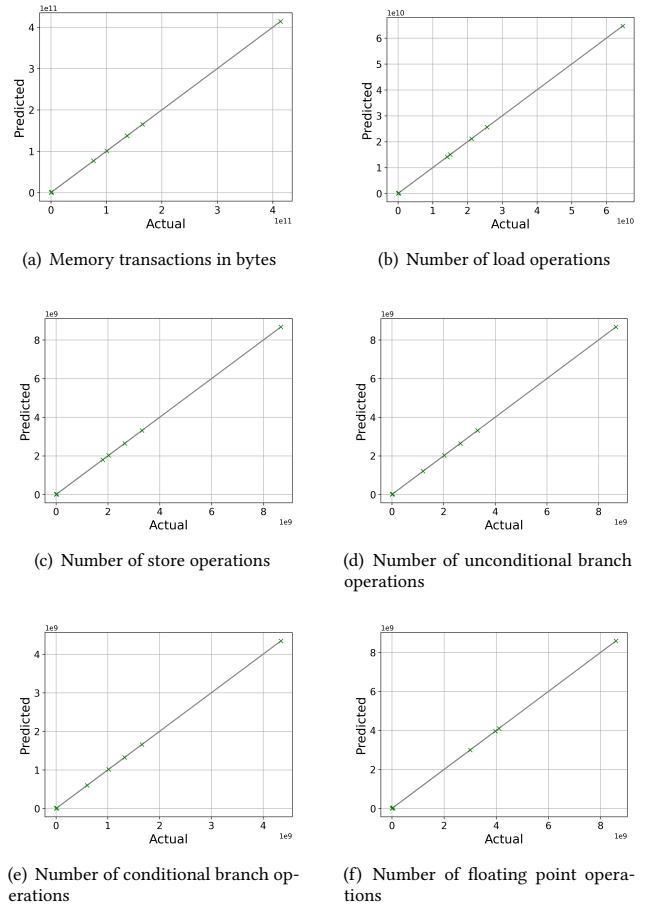 1e11
4
3
2
1
0
Predicted
0 1 2 3 4
Actual 1e11
(a) Memory transactions in bytes
1e10
6
5
4
3
2
1
0
Predicted
0 1 2 3 4 5 6
Actual 1e10
(b) Number of load operations
1e9
8
6
4
2
0
Predicted
0 2 4 6 8
Actual 1e9
(c) Number of store operations
1e9
8
6
4
2
0
Predicted
0 2 4 6 8
Actual 1e9
(d) Number of unconditional branch
operations
1e9
4
3
2
1
0
Predicted
0 1 2 3 4
Actual 1e9
(e) Number of conditional branch op-
erations
1e9
8
6
4
2
0
Predicted
0 2 4 6 8
Actual 1e9
(f) Number of floating point opera-
tions